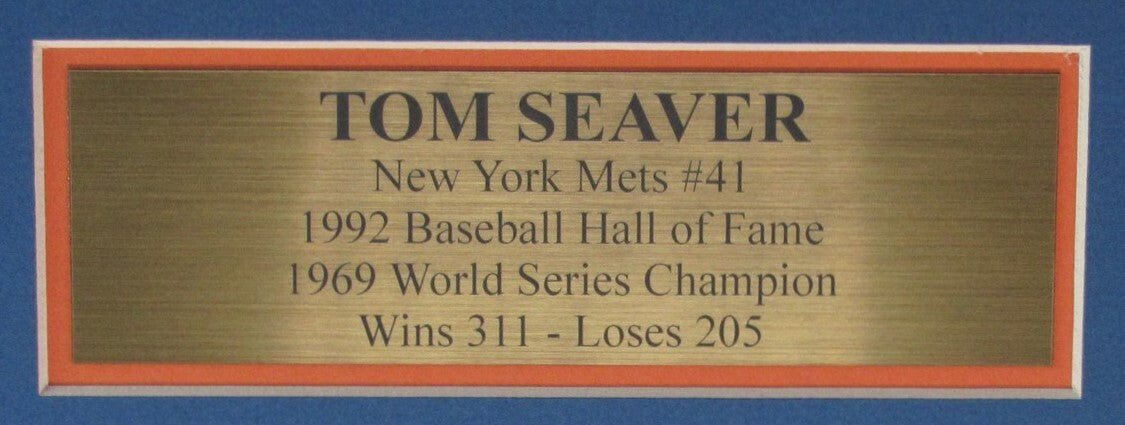 TOM SEAVER
New York Mets #41
1992 Baseball Hall of Fame
1969 World Series Champion
Wins 311 - Loses 205